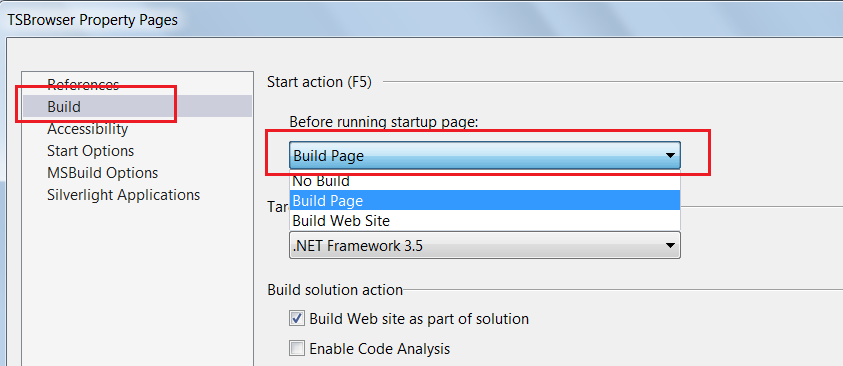 TSBrowser Property Pages
References
Build
Accessibility
Start Options
MSBuild Options
Silverlight Applications
Start action (F5)
Before running startup page:
Build Page
No Build
Build Page
Build Web Site
Tar
.NET Framework 3.5
Build solution action
Build Web site as part of solution
Enable Code Analysis